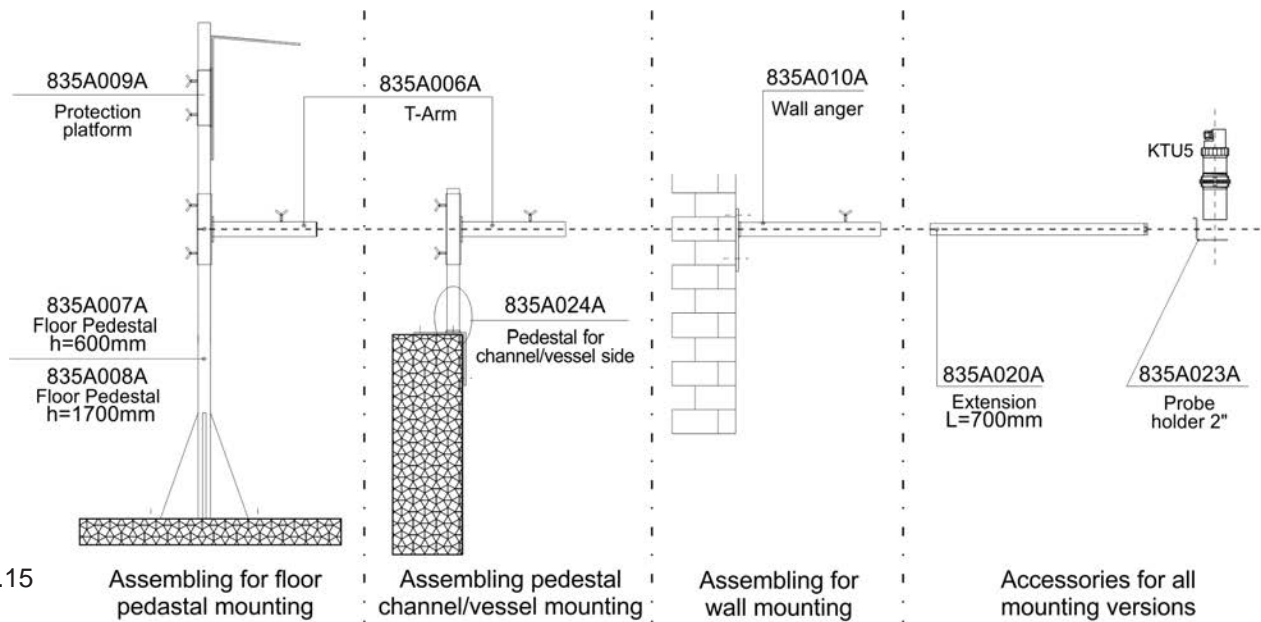 835A009A
Protection
platform
835A007A
Floor Pedestal
h=600mm
835A008A
Floor Pedestal
h=1700mm
835A006A
T-Arm
835A024A
Pedestal for
channel/vessel side
835A010A
Wall anger
KTU5
835A020A
Extension
L=700mm
835A023A
Probe
holder 2"
.15
Assembling for floor
pedastal mounting
Assembling pedestal
channel/vessel mounting
Assembling for
wall mounting
Accessories for all
mounting versions